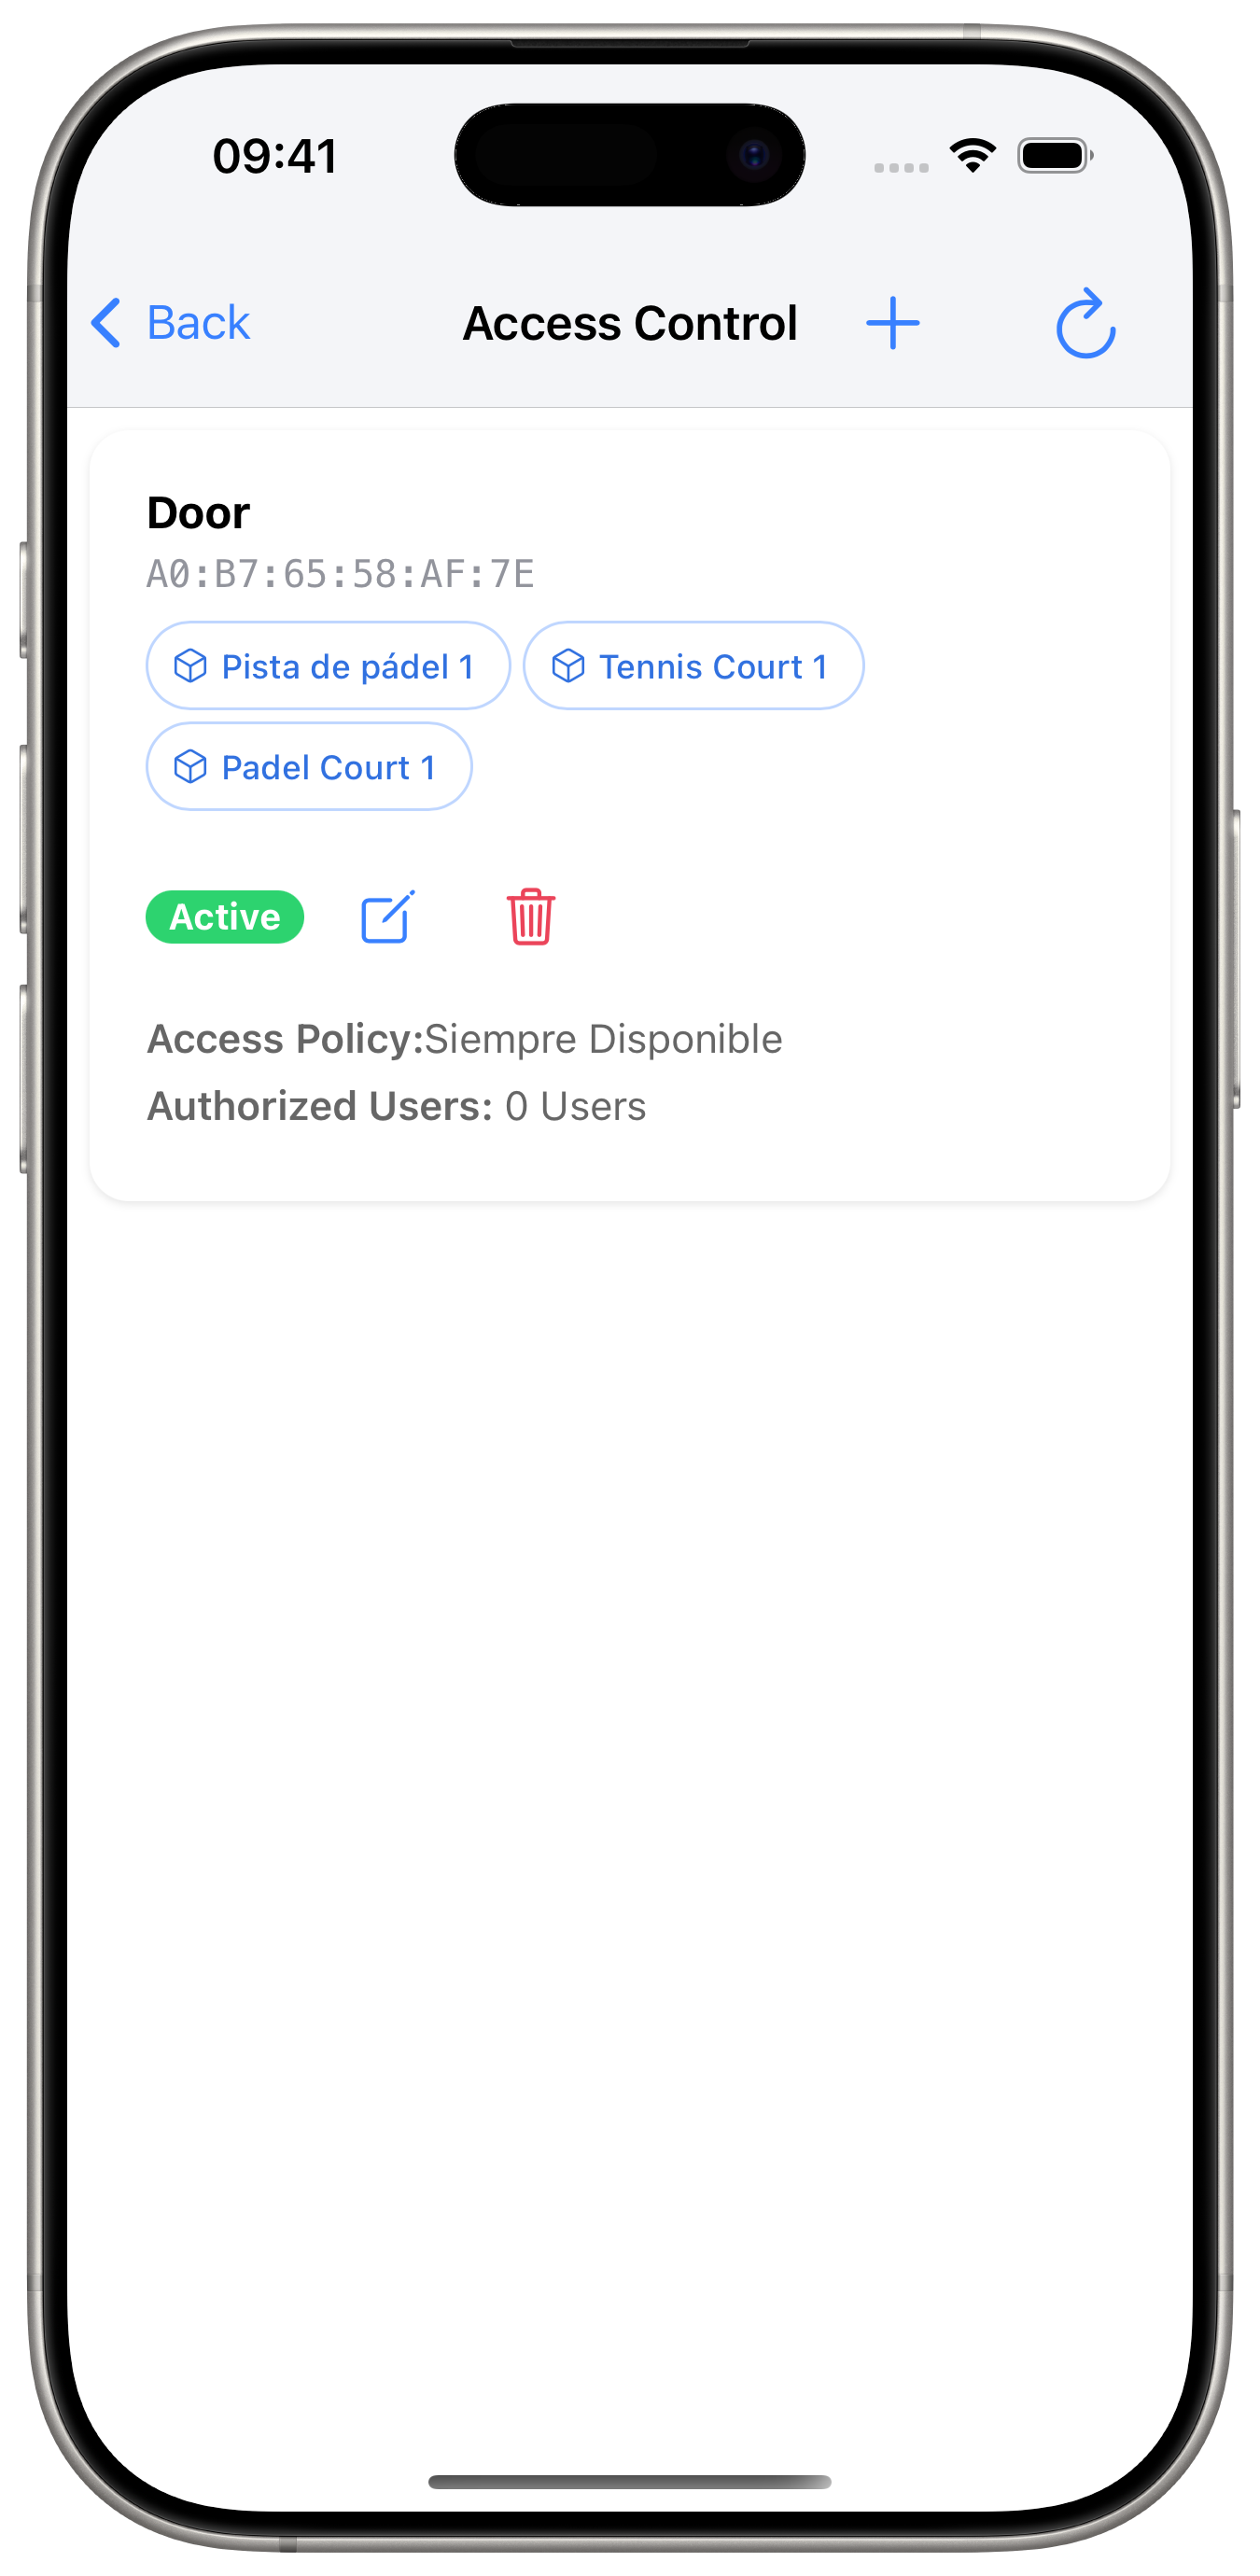 09:41
Back Access Control
Door
A0:B7:65:58:AF:7E
Pista de pádel 1 Tennis Court 1
Padel Court 1
Active
Access Policy:Siempre Disponible
Authorized Users: 0 Users